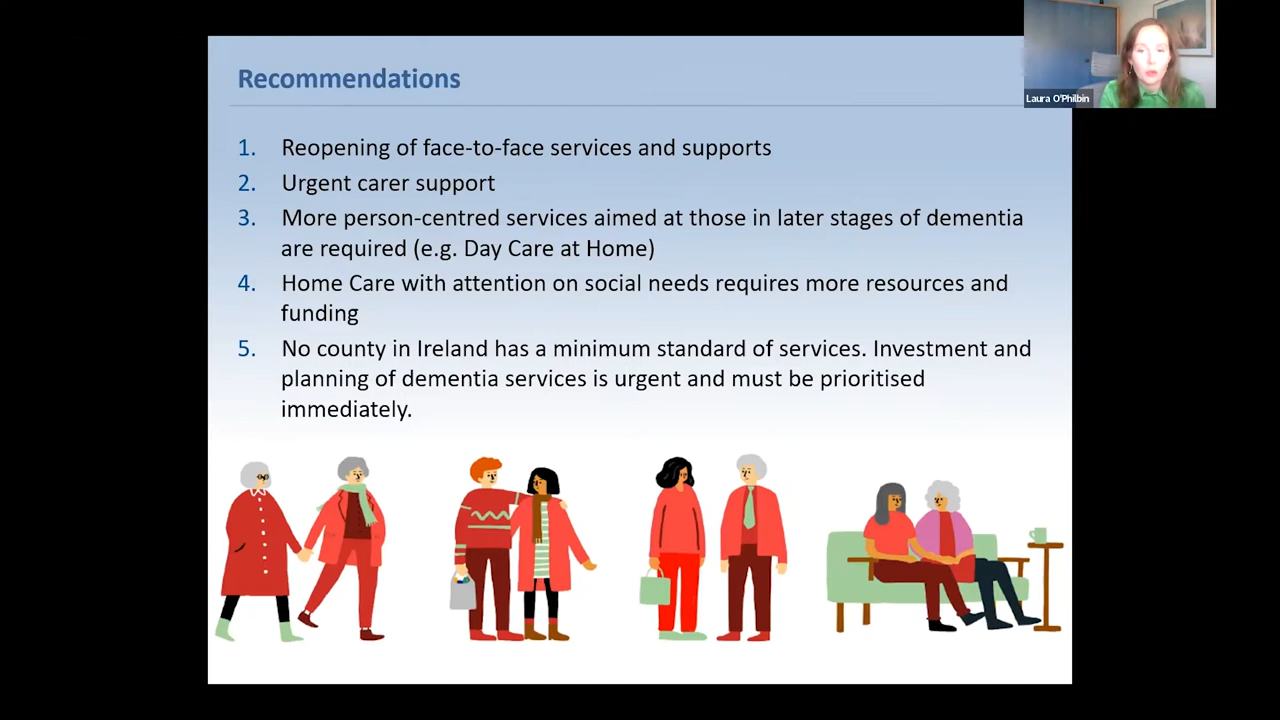 Recommendations
Laura O'Philbin
1. Reopening of face-to-face services and supports
2. Urgent carer support
3. More person-centred services aimed at those in later stages of dementia
are required (e.g. Day Care at Home)
4. Home Care with attention on social needs requires more resources and
funding
5. No county in Ireland has a minimum standard of services. Investment and
planning of dementia services is urgent and must be prioritised
immediately.